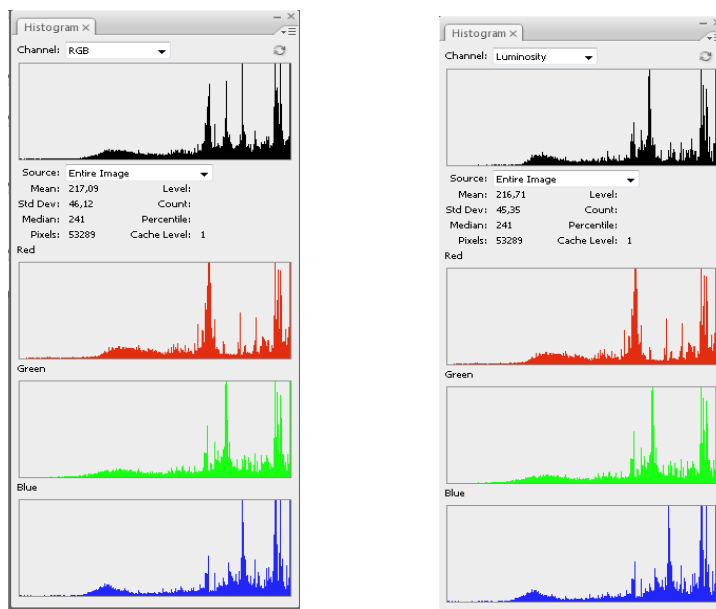 Histogram ×
Channel: RGB
Source: Entire Image
Mean: 217,09 Level:
Std Dev: 46,12 Count:
Median: 241 Percentile:
Pixels: 53289 Cache Level: 1
Red
Green
Blue
Histogram ×
Channel: Luminosity
Source: Entire Image
Mean: 216,71 Level:
Std Dev: 45,35 Count:
Median: 241 Percentile:
Pixels: 53289 Cache Level: 1
Red
Green
Blue